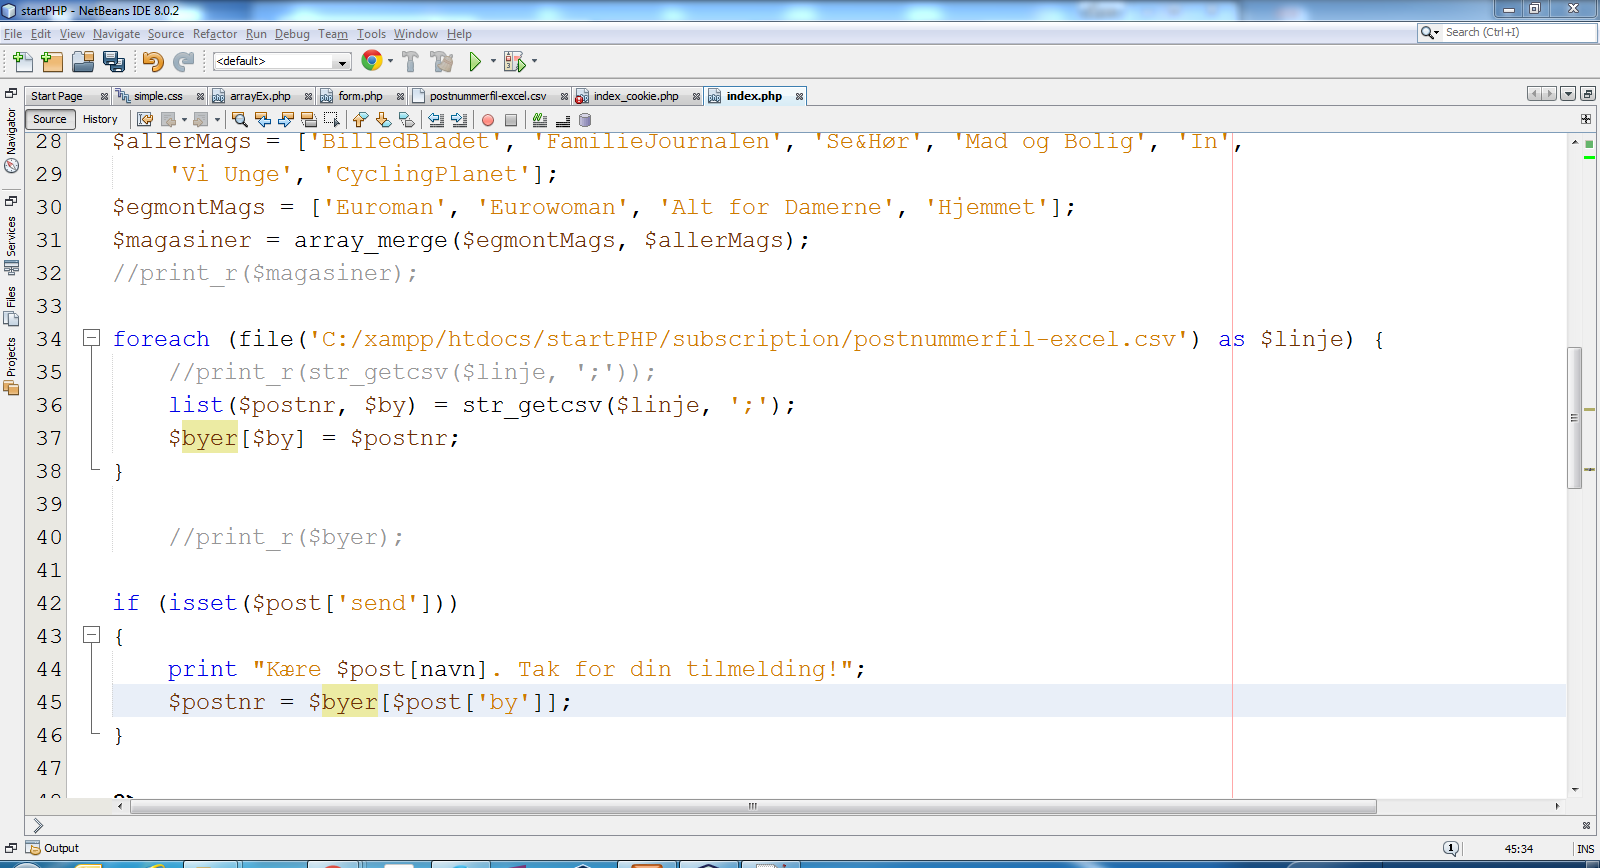 startPHP - NetBeans IDE 8.0.2
File Edit View Navigate Source Refactor Run Debug Team Tools Window Help
Search (Ctrl+I)
<default>
Start Page simple.css arrayEx.php form.php postnummerfil-excel.csv index_cookie.php index.php
Source History
Navigator
Services
Files
Projects
28 $allerMags = ['BilledBladet', 'FamilieJournalen', 'Se&Hør', 'Mad og Bolig', 'In',
29 'Vi Unge', 'CyclingPlanet'];
30 $egmontMags = ['Euroman', 'Eurowoman', 'Alt for Damerne', 'Hjemmet'];
31 $magasiner = array_merge($egmontMags, $allerMags);
32 //print_r($magasiner);
33
34 foreach (file('C:/xampp/htdocs/startPHP/subscription/postnummerfil-excel.csv') as $linje) {
35 //print_r(str_getcsv($linje, ';'));
36 list($postnr, $by) = str_getcsv($linje, ';');
37 $byer[$by] = $postnr;
38 }
39
40 //print_r($byer);
41
42 if (isset($post['send']))
43 {
44 print "Kære $post[navn]. Tak for din tilmelding!";
45 $postnr = $byer[$post['by']];
46 }
47
Output
1 45:34 INS